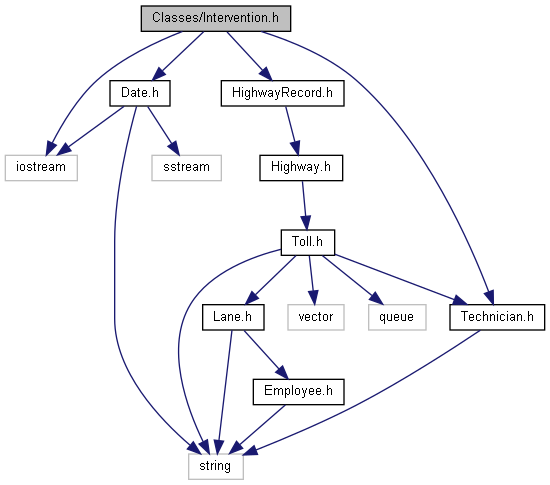 Classes/Intervention.h
Date.h
HighwayRecord.h
iostream
sstream
Highway.h
Toll.h
Lane.h
vector
queue
Technician.h
Employee.h
string